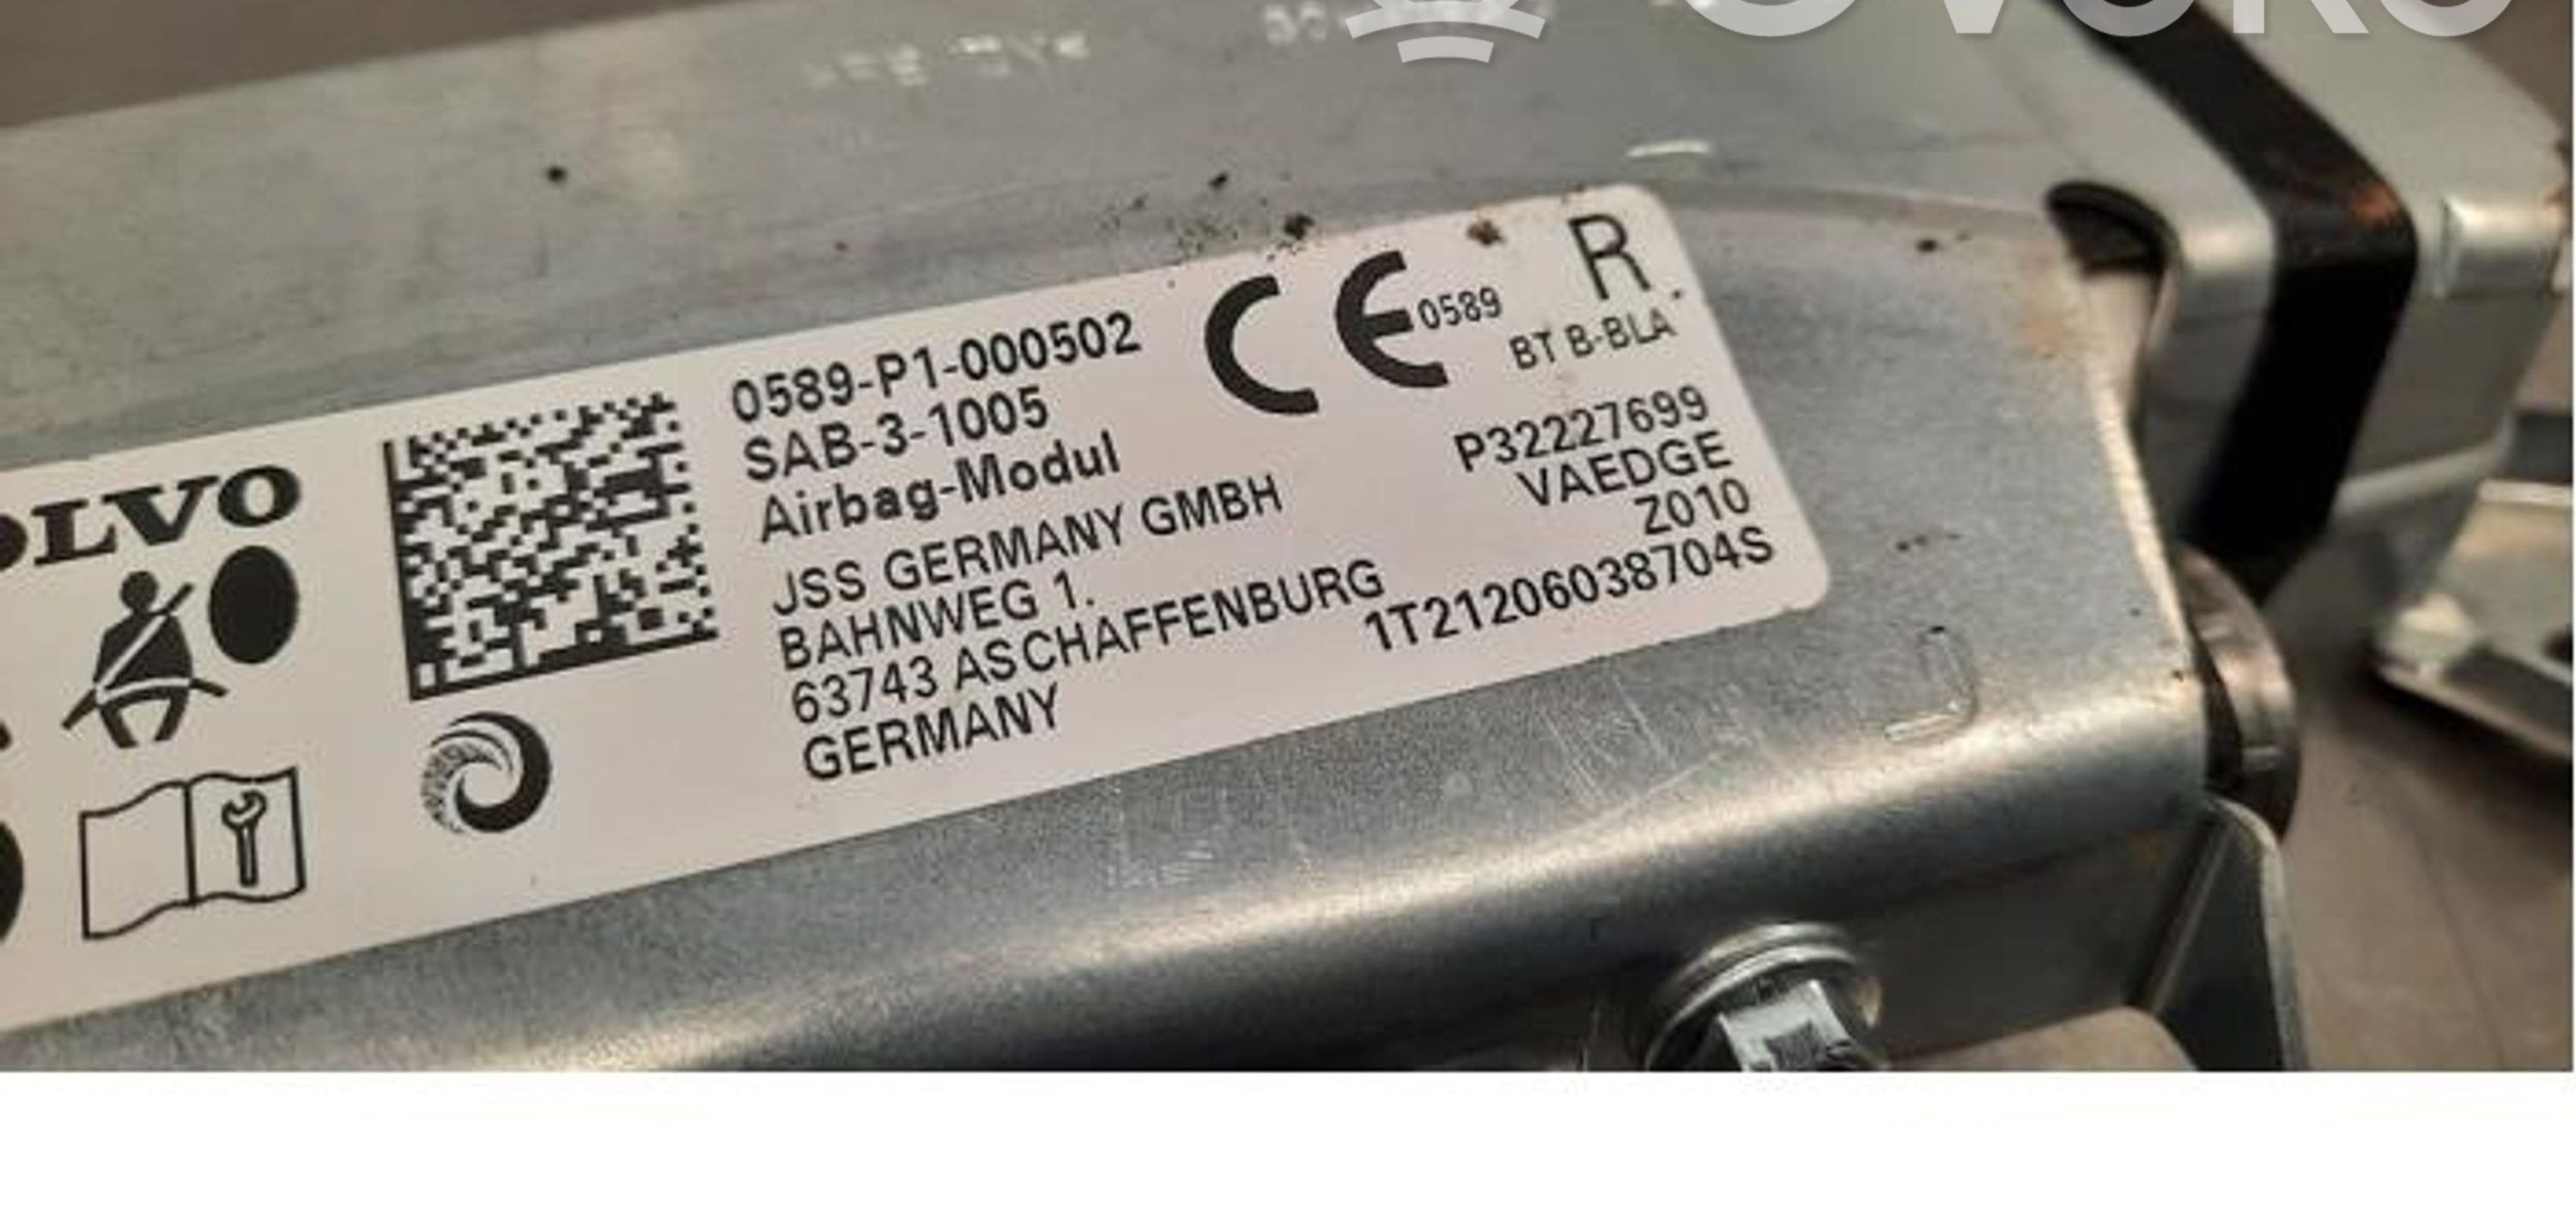 0589-P1-000502
SAB-3-1005
Airbag-Modul
JSS GERMANY GMBH
BAHNWEG 1.
63743 ASCHAFFENBURG
GERMANY
0589
R
BT B-BLA
P32227699
VAEDGE
Z010
1T21206038704S